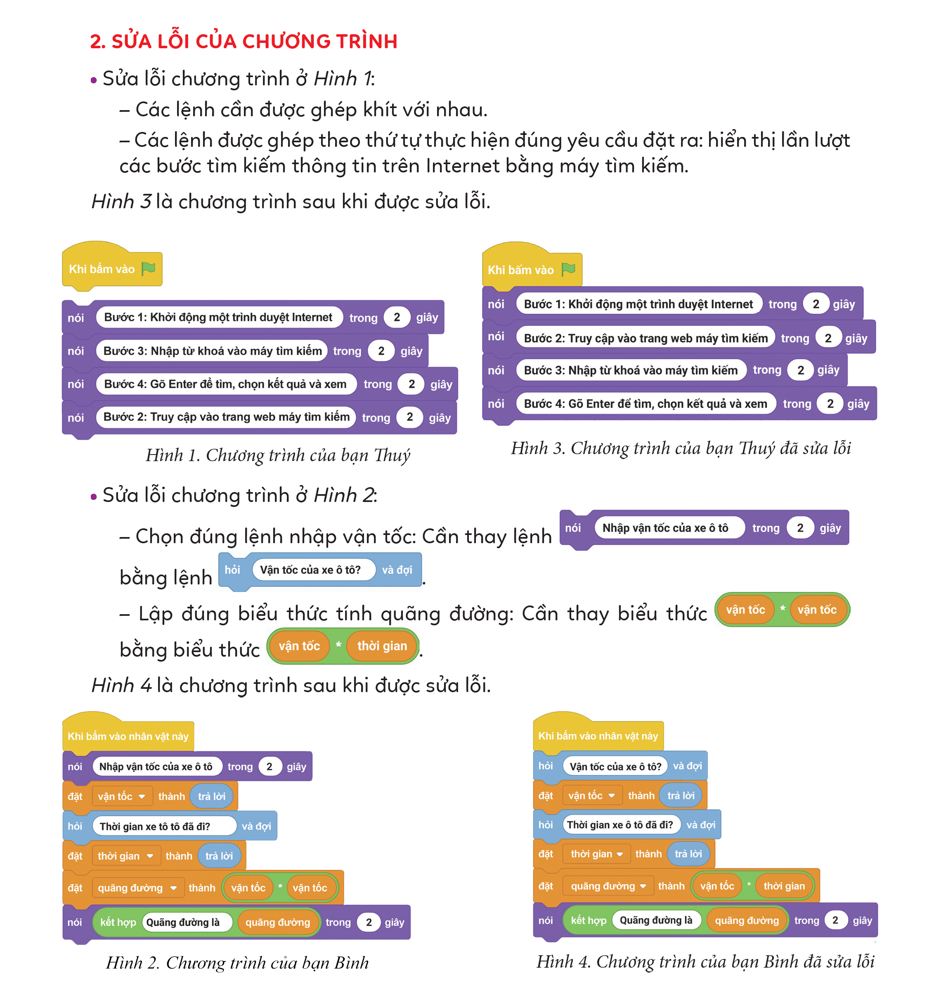 2. SỬA LỖI CỦA CHƯƠNG TRÌNH
• Sửa lỗi chương trình ở Hình 1:
– Các lệnh cần được ghép khít với nhau.
– Các lệnh được ghép theo thứ tự thực hiện đúng yêu cầu đặt ra: hiển thị lần lượt
các bước tìm kiếm thông tin trên Internet bằng máy tìm kiếm.
Hình 3 là chương trình sau khi được sửa lỗi.
Khi bấm vào
nói Bước 1: Khởi động một trình duyệt Internet trong 2 giây
nói Bước 3: Nhập từ khoá vào máy tìm kiếm trong 2 giây
nói Bước 4: Gõ Enter để tìm, chọn kết quả và xem trong 2 giây
nói Bước 2: Truy cập vào trang web máy tìm kiếm trong 2 giây
Hình 1. Chương trình của bạn Thuý
Khi bấm vào
nói Bước 1: Khởi động một trình duyệt Internet trong 2 giây
nói Bước 2: Truy cập vào trang web máy tìm kiếm trong 2 giây
nói Bước 3: Nhập từ khoá vào máy tìm kiếm trong 2 giây
nói Bước 4: Gõ Enter để tìm, chọn kết quả và xem trong 2 giây
Hình 3. Chương trình của bạn Thuý đã sửa lỗi
• Sửa lỗi chương trình ở Hình 2:
– Chọn đúng lệnh nhập vận tốc: Cần thay lệnh nói Nhập vận tốc của xe ô tô trong 2 giây
bằng lệnh hỏi Vận tốc của xe ô tô? và đợi.
– Lập đúng biểu thức tính quãng đường: Cần thay biểu thức vận tốc * vận tốc
bằng biểu thức vận tốc * thời gian.
Hình 4 là chương trình sau khi được sửa lỗi.
Khi bấm vào nhân vật này
nói Nhập vận tốc của xe ô tô trong 2 giây
đặt vận tốc thành trả lời
hỏi Thời gian xe tô tô đã đi? và đợi
đặt thời gian thành trả lời
đặt quãng đường thành vận tốc * vận tốc
nói kết hợp Quãng đường là quãng đường trong 2 giây
Hình 2. Chương trình của bạn Bình
Khi bấm vào nhân vật này
hỏi Vận tốc của xe ô tô? và đợi
đặt vận tốc thành trả lời
hỏi Thời gian xe ô tô đã đi? và đợi
đặt thời gian thành trả lời
đặt quãng đường thành vận tốc * thời gian
nói kết hợp Quãng đường là quãng đường trong 2 giây
Hình 4. Chương trình của bạn Bình đã sửa lỗi